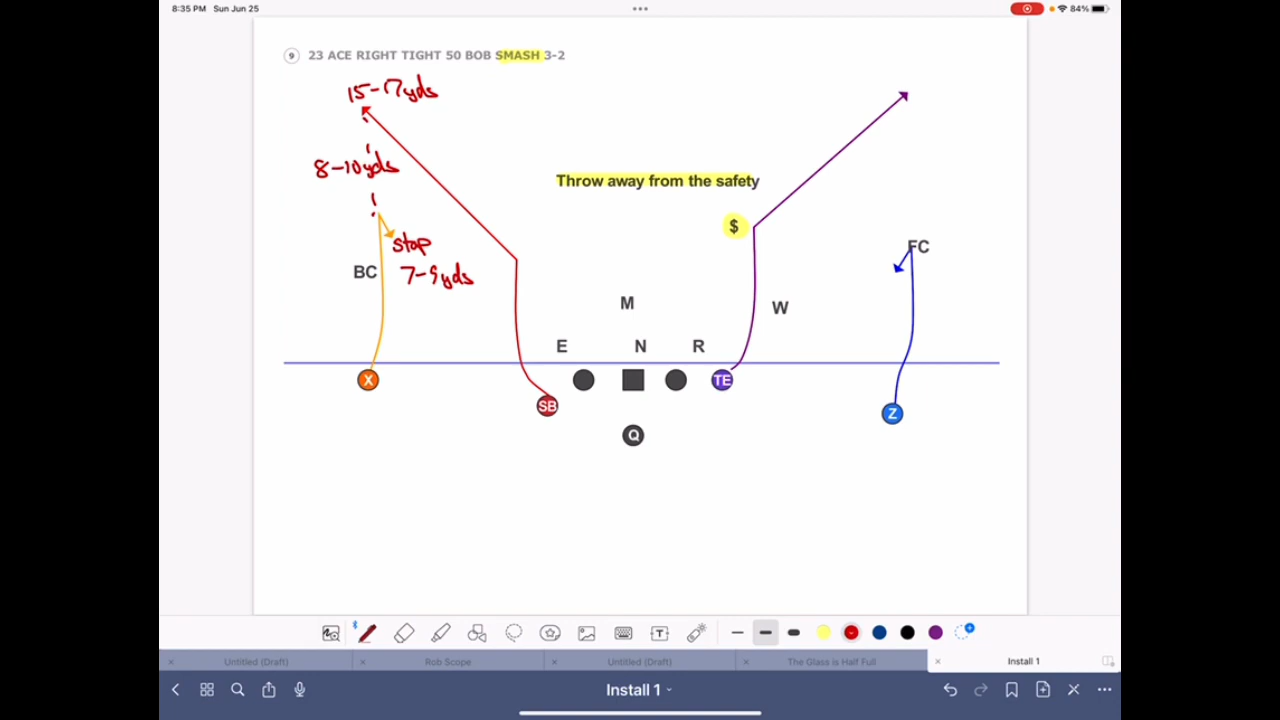 8:35 PM Sun Jun 25
84%
9 23 ACE RIGHT TIGHT 50 BOB SMASH 3-2
15-17yds
8-10yds
Throw away from the safety
$
stop
FC
BC
7-9yds
M
W
E N R
X TE
SB
Z
Q
T
Untitled (Draft) Rob Scope Untitled (Draft) The Glass is Half Full Install 1
Install 1